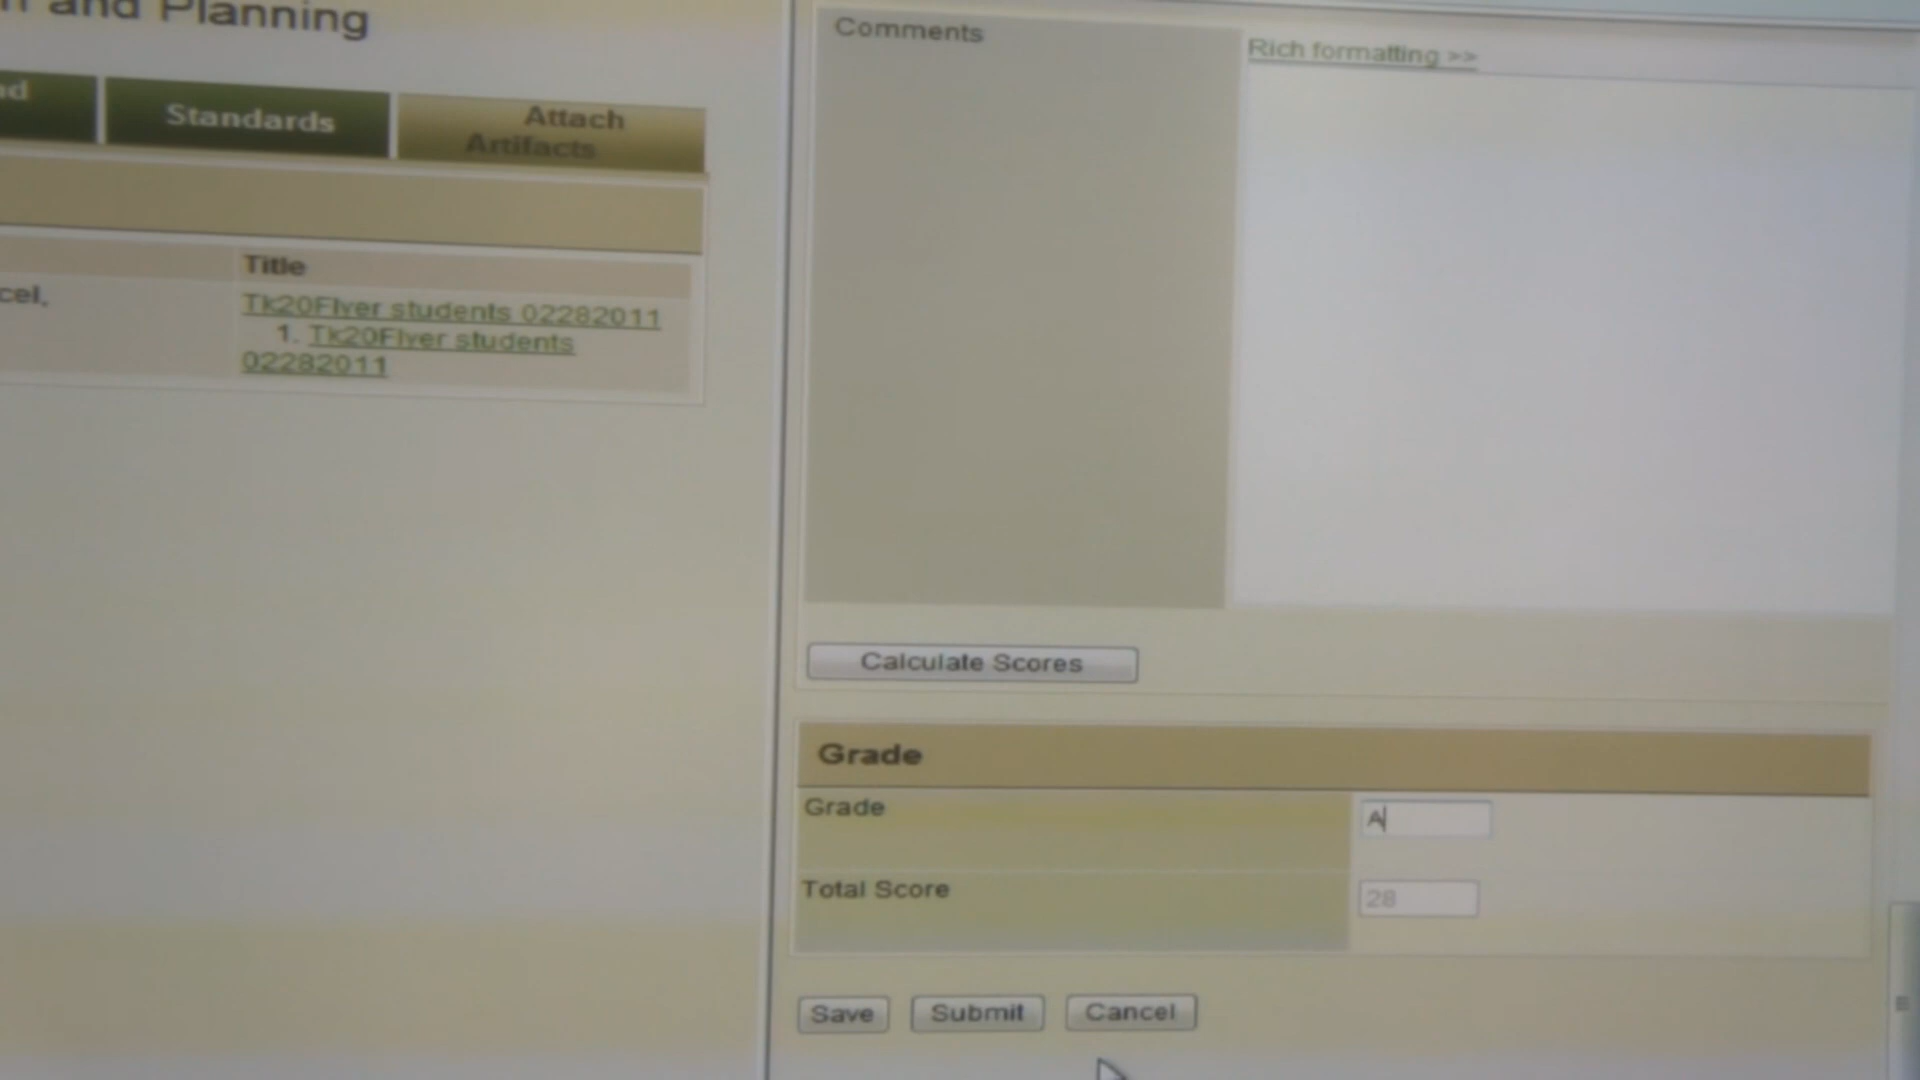 and Planning
Standards
Attach
Artifacts
Title
Tk20Flyer students 02282011
1. Tk20Flyer students
02282011
Comments
Rich formatting >>
Calculate Scores
Grade
Grade
A
Total Score
28
Save
Submit
Cancel